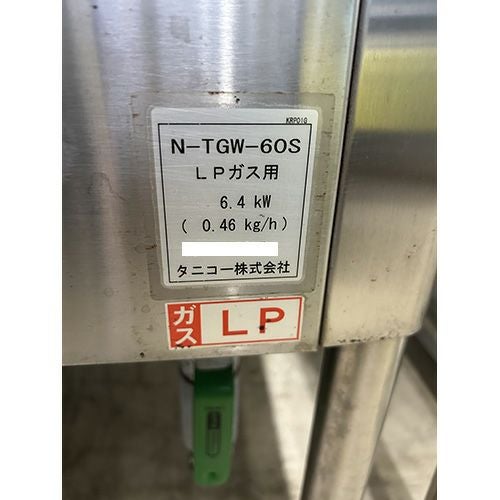 KRPD1G
N-TGW-60S
LPガス用
6.4 kW
( 0.46 kg/h)
タニコー株式会社
ガス LP